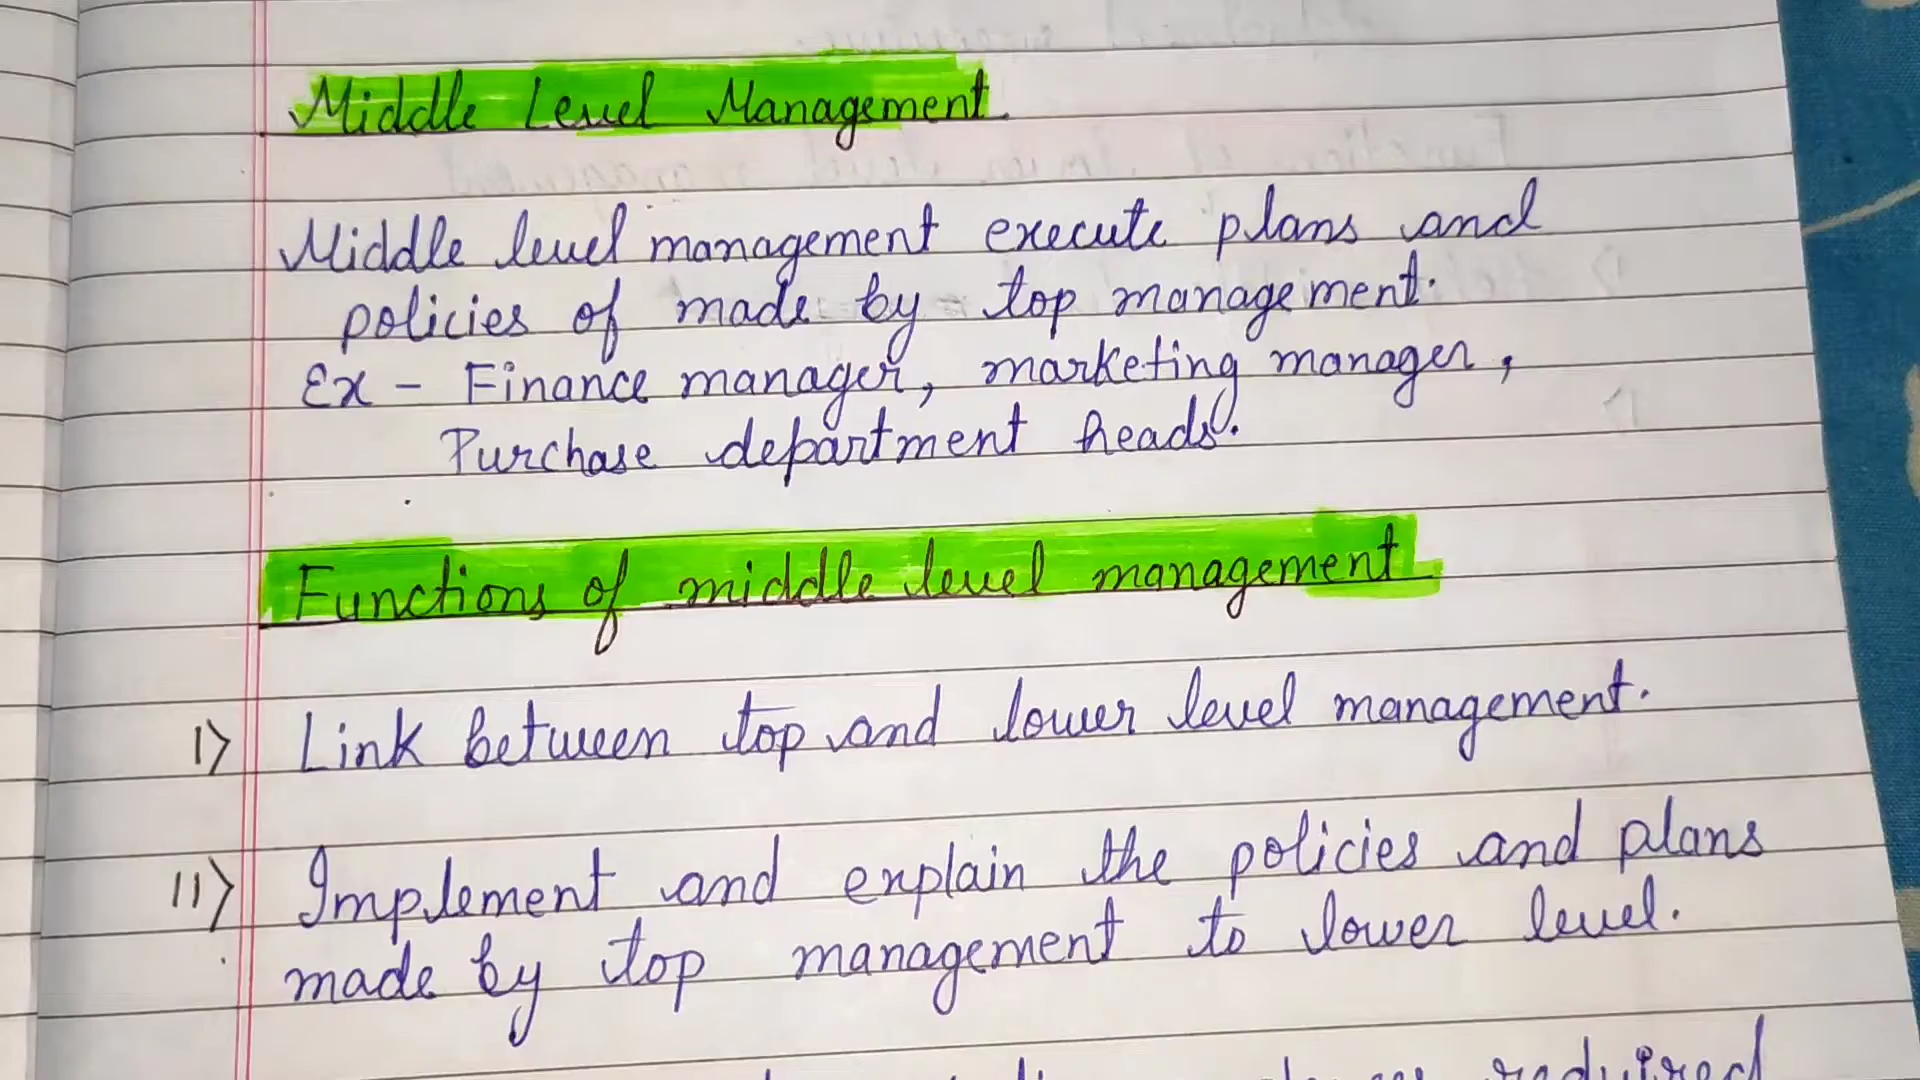 Middle Level Management.
Middle level management execute plans and
policies of made by top management.
Ex - Finance manager, marketing manager,
Purchase department heads.
Functions of middle level management
1) Link between top and lower level management.
11) Implement and explain the policies and plans
made by top management to lower level.
required